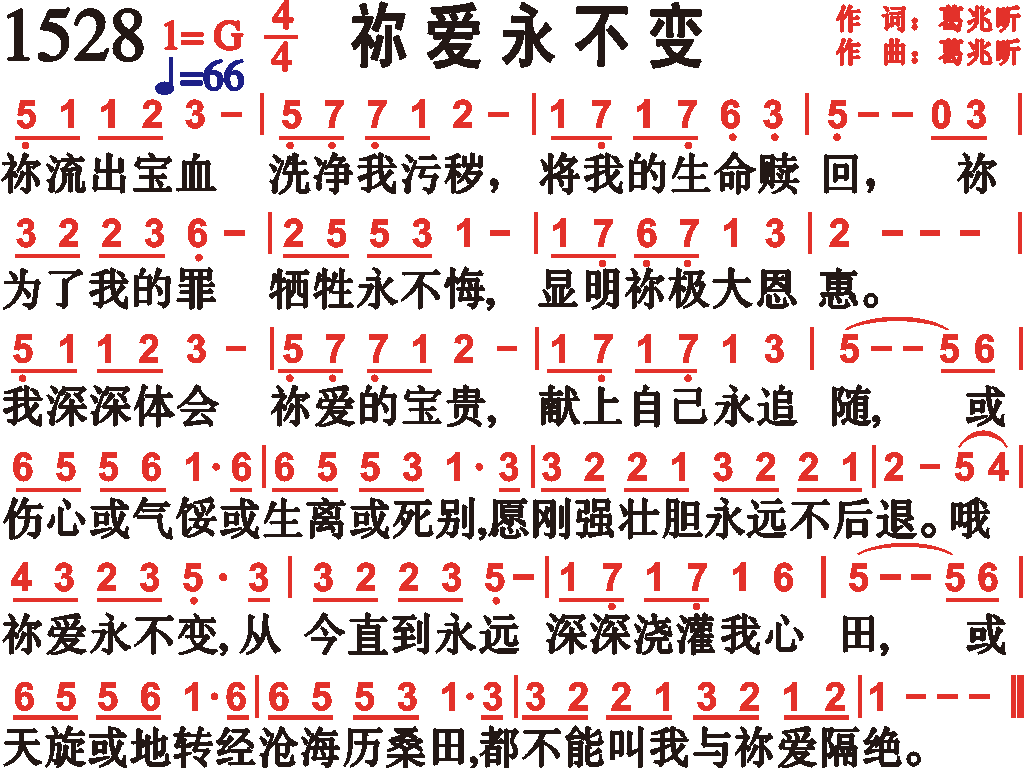 1528 1=G 4/4 祢爱永不变 作 词：葛兆昕
♩=66 作 曲：葛兆昕
5 1 1 2 3 - | 5 7 7 1 2 - | 1 7 1 7 6 3 | 5 - - 0 3 |
祢流出宝血 洗净我污秽， 将我的生命赎 回， 祢
3 2 2 3 6 - | 2 5 5 3 1 - | 1 7 6 7 1 3 | 2 - - - |
为了我的罪 牺牲永不悔, 显明祢极大恩 惠。
5 1 1 2 3 - | 5 7 7 1 2 - | 1 7 1 7 1 3 | 5 - - 5 6 |
我深深体会 祢爱的宝贵, 献上自己永追 随, 或
6 5 5 6 1·6 | 6 5 5 3 1·3 | 3 2 2 1 3 2 2 1 | 2 - 5 4 |
伤心或气馁或生离或死别,愿刚强壮胆永远不后退。哦
4 3 2 3 5·3 | 3 2 2 3 5 - | 1 7 1 7 1 6 | 5 - - 5 6 |
祢爱永不变,从 今直到永远 深深浇灌我心 田, 或
6 5 5 6 1·6 | 6 5 5 3 1·3 | 3 2 2 1 3 2 1 2 | 1 - - -
天旋或地转经沧海历桑田,都不能叫我与祢爱隔绝。